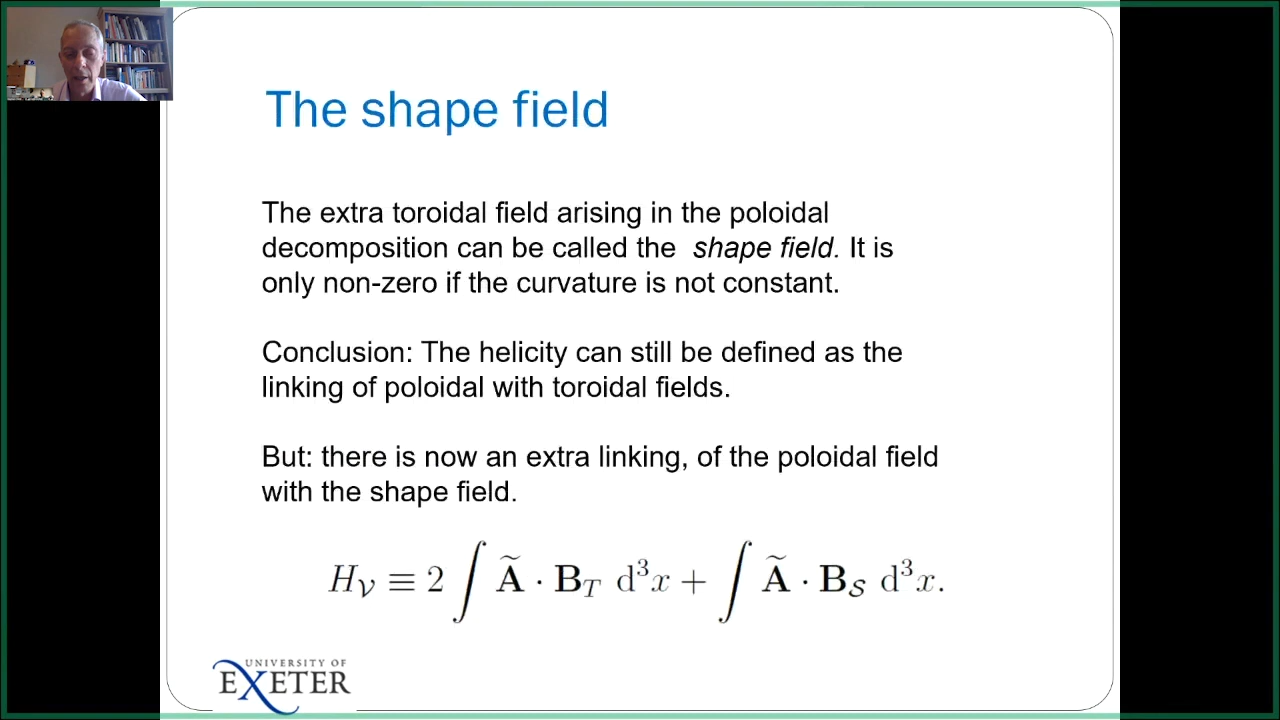 The shape field
The extra toroidal field arising in the poloidal
decomposition can be called the shape field. It is
only non-zero if the curvature is not constant.
Conclusion: The helicity can still be defined as the
linking of poloidal with toroidal fields.
But: there is now an extra linking, of the poloidal field
with the shape field.
H_𝒱 ≡ 2 ∫ Ã · B_T d³x + ∫ Ã · B_𝒮 d³x.
UNIVERSITY OF
EXETER